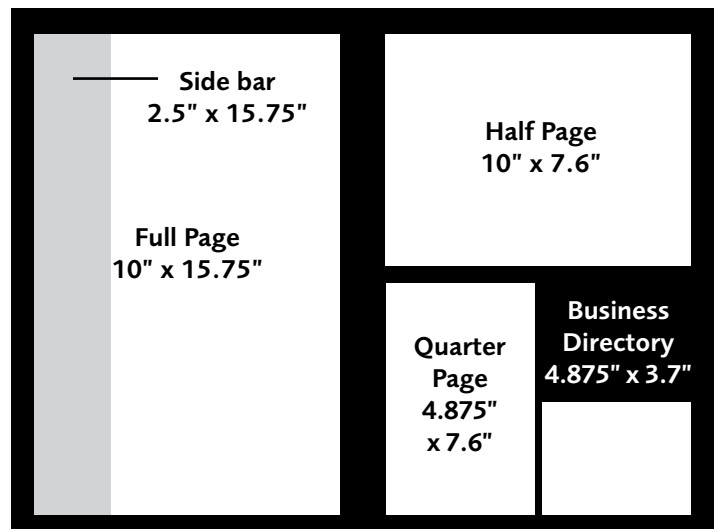 Side bar
2.5" x 15.75"
Full Page
10" x 15.75"
Half Page
10" x 7.6"
Quarter
Page
4.875"
x 7.6"
Business
Directory
4.875" x 3.7"